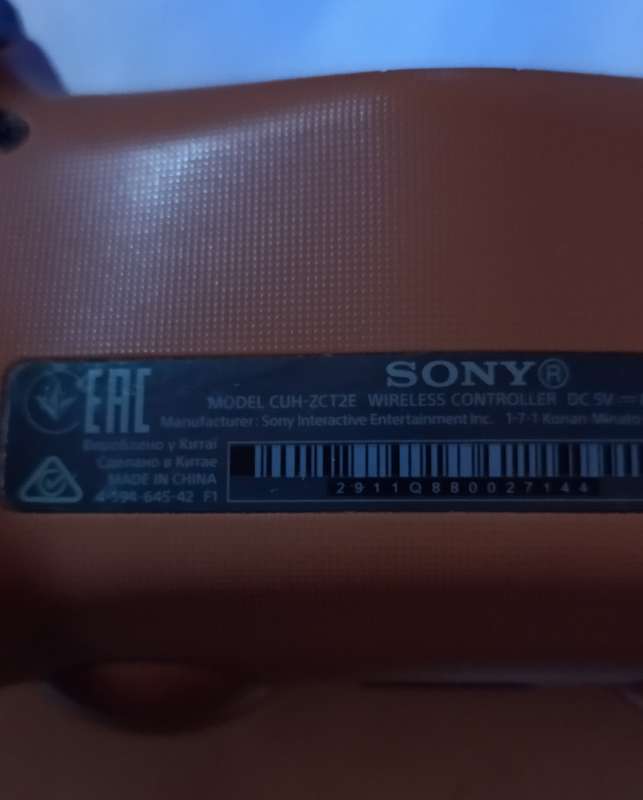 EAC
SONY®
MODEL CUH-ZCT2E WIRELESS CONTROLLER DC 5V
Manufacturer: Sony Interactive Entertainment Inc. 1-7-1 Konan Minato
Вироблено у Китаї
Сделано в Китае
MADE IN CHINA
4-594-645-42 F1
2911Q880027144